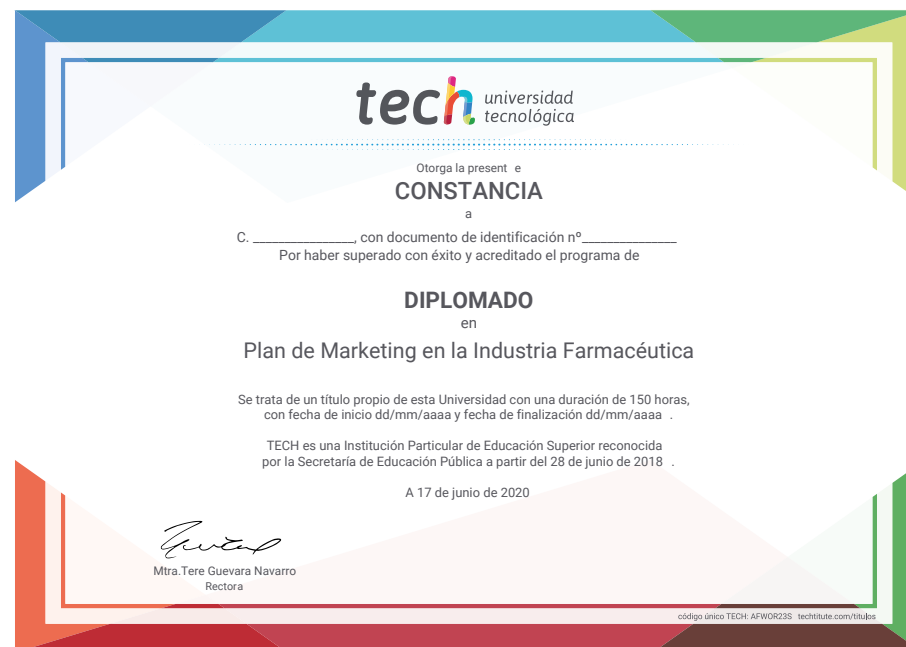 tech universidad
tecnológica
Otorga la present e
CONSTANCIA
a
C. ________________, con documento de identificación nº_______________
Por haber superado con éxito y acreditado el programa de
DIPLOMADO
en
Plan de Marketing en la Industria Farmacéutica
Se trata de un título propio de esta Universidad con una duración de 150 horas,
con fecha de inicio dd/mm/aaaa y fecha de finalización dd/mm/aaaa .
TECH es una Institución Particular de Educación Superior reconocida
por la Secretaría de Educación Pública a partir del 28 de junio de 2018 .
A 17 de junio de 2020
Mtra.Tere Guevara Navarro
Rectora
código único TECH: AFWOR23S techtitute.com/titulos